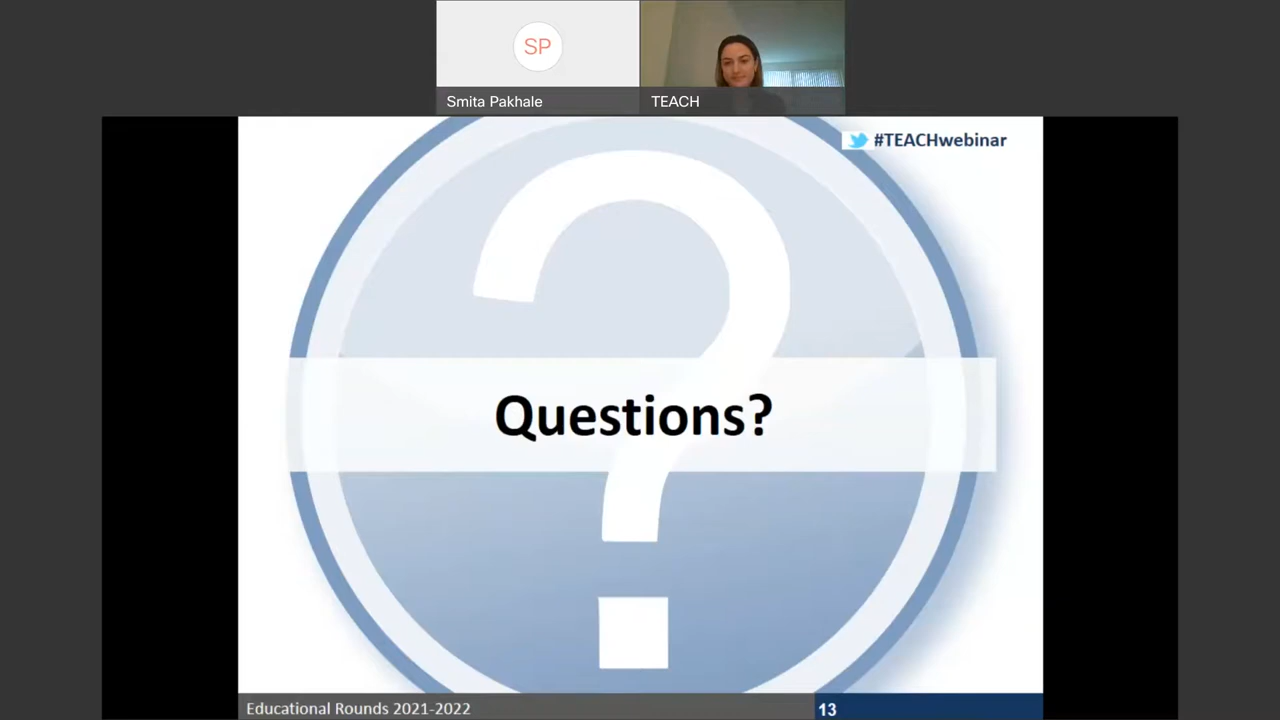 SP
Smita Pakhale
TEACH
#TEACHwebinar
Questions?
Educational Rounds 2021-2022
13